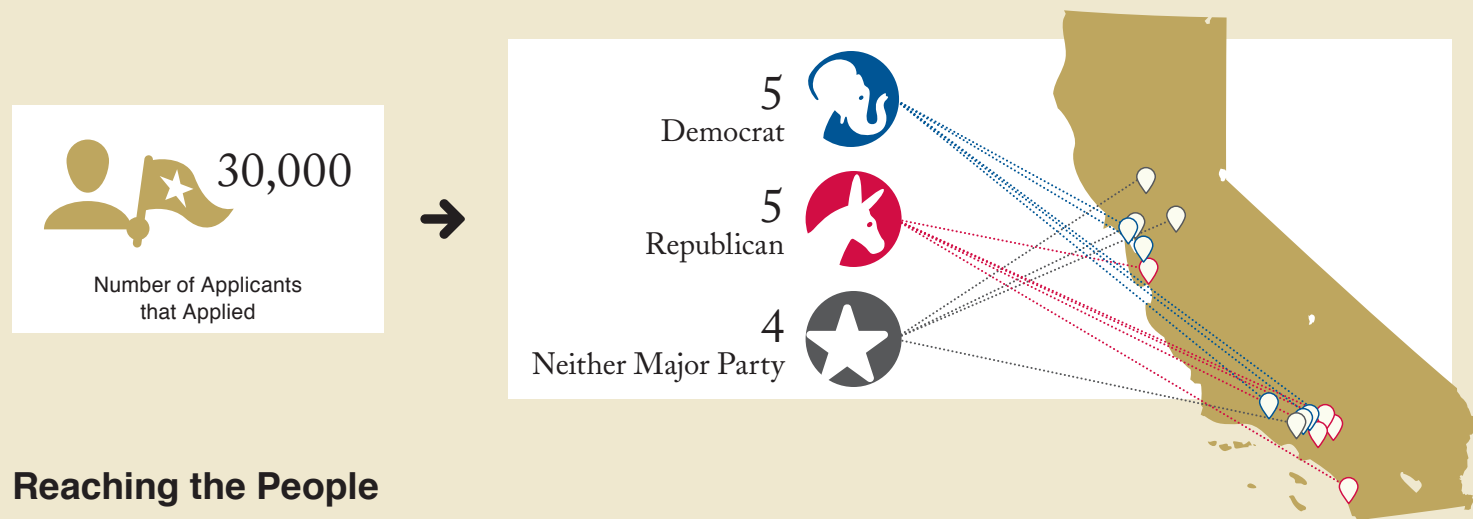 30,000
Number of Applicants
that Applied
5
Democrat
5
Republican
4
Neither Major Party
Reaching the People